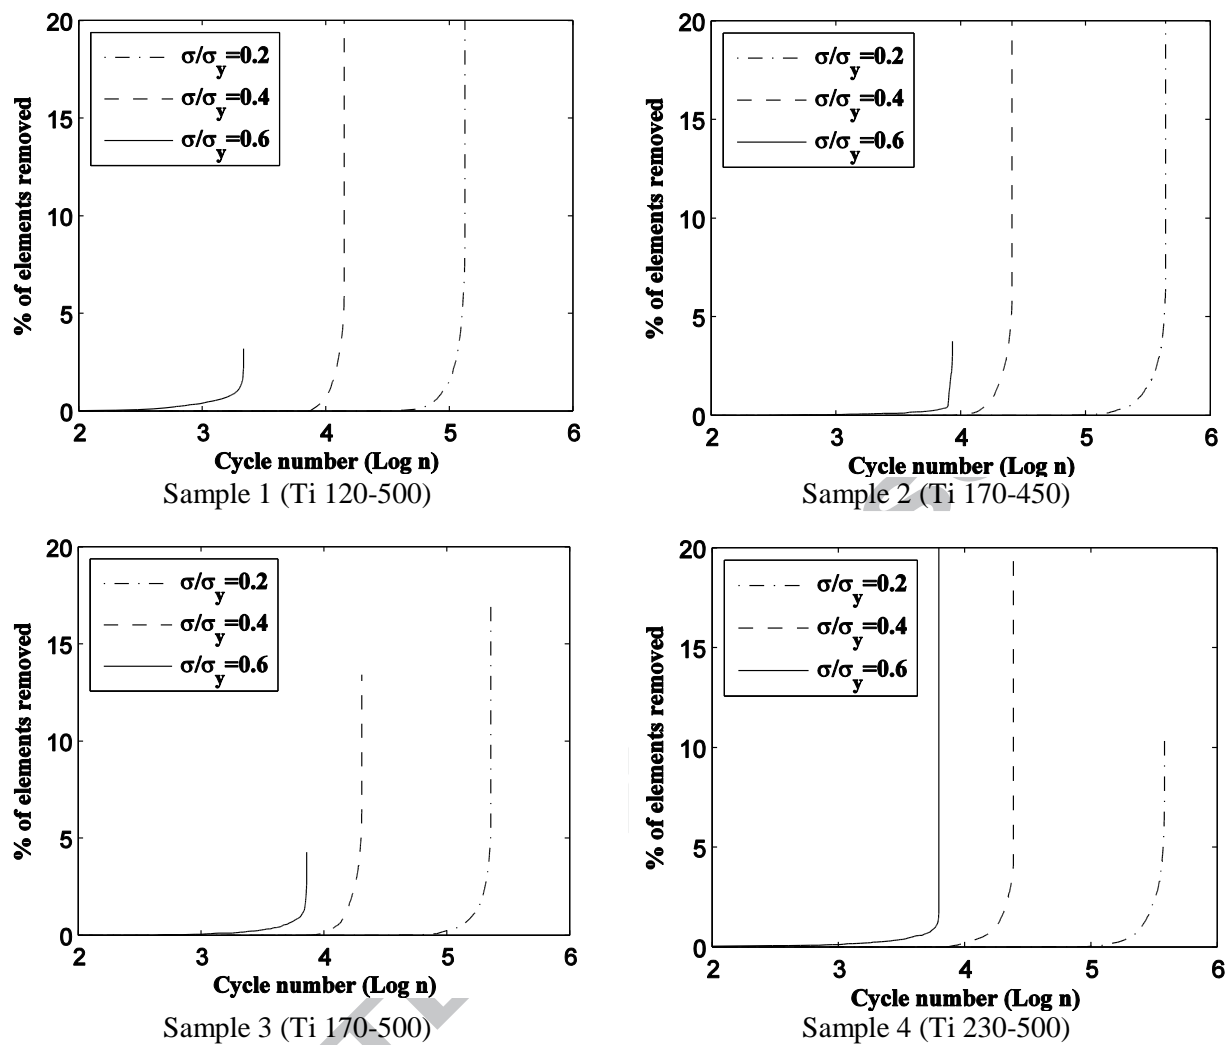 20
15
10
5
0
% of elements removed
σ/σy=0.2
σ/σy=0.4
σ/σy=0.6
2 3 4 5 6
Cycle number (Log n)
Sample 1 (Ti 120-500)
20
15
10
5
0
% of elements removed
σ/σy=0.2
σ/σy=0.4
σ/σy=0.6
2 3 4 5 6
Cycle number (Log n)
Sample 2 (Ti 170-450)
20
15
10
5
0
% of elements removed
σ/σy=0.2
σ/σy=0.4
σ/σy=0.6
2 3 4 5 6
Cycle number (Log n)
Sample 3 (Ti 170-500)
20
15
10
5
0
% of elements removed
σ/σy=0.2
σ/σy=0.4
σ/σy=0.6
2 3 4 5 6
Cycle number (Log n)
Sample 4 (Ti 230-500)